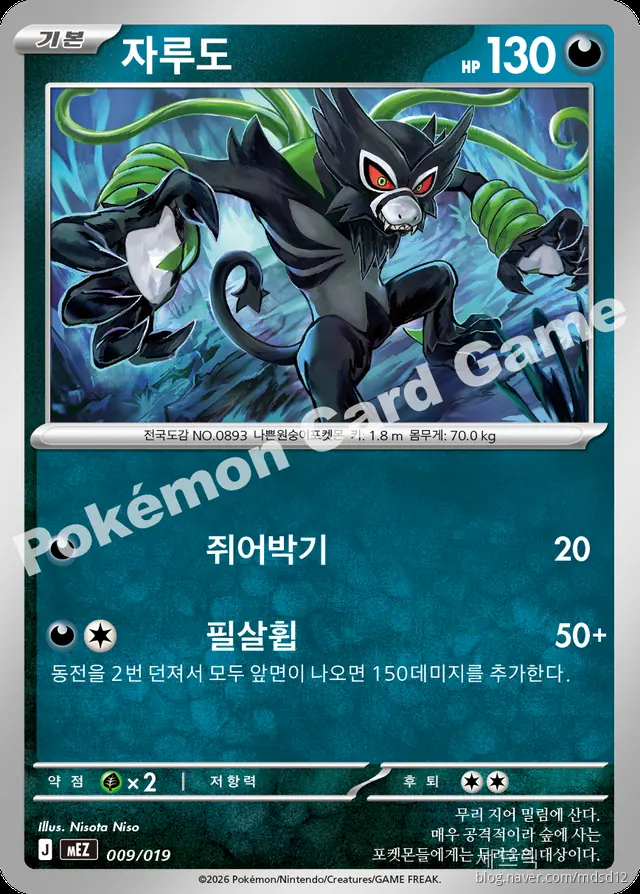 기본 자루도 HP 130
전국도감 NO.0893 나쁜원숭이포켓몬 키: 1.8 m 몸무게: 70.0 kg
Pokémon Card Game
쥐어박기 20
필살휩 50+
동전을 2번 던져서 모두 앞면이 나오면 150데미지를 추가한다.
약점 ×2 저항력 후퇴
무리 지어 밀림에 산다.
매우 공격적이라 숲에 사는
포켓몬들에게는 두려움의 대상이다.
Illus. Nisota Niso
J mEZ 009/019
©2026 Pokémon/Nintendo/Creatures/GAME FREAK.
blog.naver.com/mdsd12